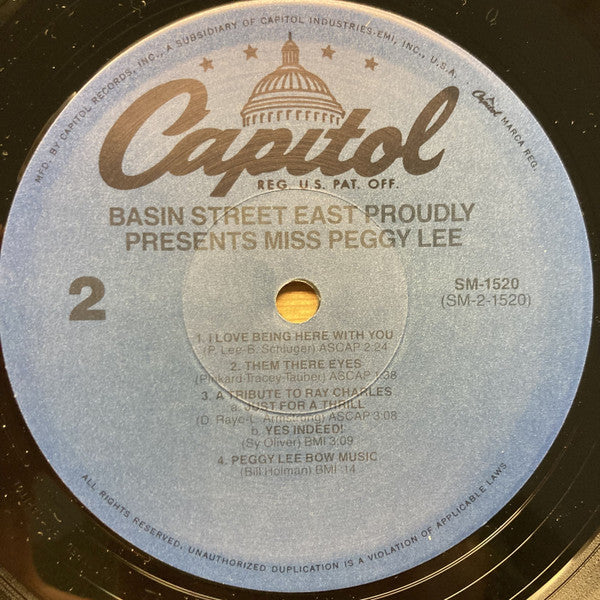 MFD. BY CAPITOL RECORDS, INC., A SUBSIDIARY OF CAPITOL INDUSTRIES-EMI, INC., U.S.A.
Capitol MARCA REG.
Capitol
REG. U.S. PAT. OFF.
BASIN STREET EAST PROUDLY
PRESENTS MISS PEGGY LEE
2
SM-1520
(SM-2-1520)
1. I LOVE BEING HERE WITH YOU
(P. Lee-B. Schluger) ASCAP 2:24
2. THEM THERE EYES
(Pinkard-Tracey-Tauber) ASCAP 1:38
3. A TRIBUTE TO RAY CHARLES
a. JUST FOR A THRILL
(D. Raye-L. Armstrong) ASCAP 3:08
b. YES INDEED!
(Sy Oliver) BMI 3:09
4. PEGGY LEE BOW MUSIC
(Bill Holman) BMI :14
ALL RIGHTS RESERVED. UNAUTHORIZED DUPLICATION IS A VIOLATION OF APPLICABLE LAWS